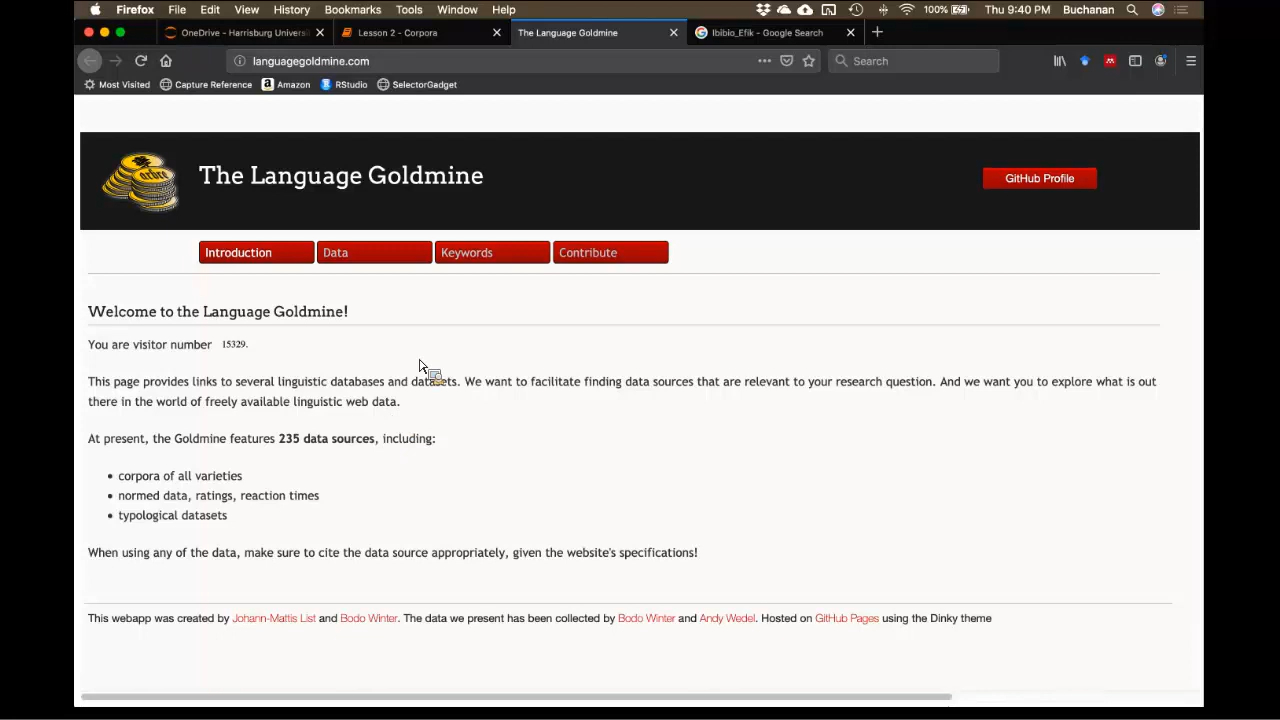 Firefox File Edit View History Bookmarks Tools Window Help 100% Thu 9:40 PM Buchanan
OneDrive - Harrisburg Universi Lesson 2 - Corpora The Language Goldmine Ibibio_Efik - Google Search
languagegoldmine.com Search
Most Visited Capture Reference Amazon RStudio SelectorGadget
The Language Goldmine
GitHub Profile
Introduction Data Keywords Contribute
Welcome to the Language Goldmine!
You are visitor number 15329.
This page provides links to several linguistic databases and datasets. We want to facilitate finding data sources that are relevant to your research question. And we want you to explore what is out
there in the world of freely available linguistic web data.
At present, the Goldmine features 235 data sources, including:
• corpora of all varieties
• normed data, ratings, reaction times
• typological datasets
When using any of the data, make sure to cite the data source appropriately, given the website's specifications!
This webapp was created by Johann-Mattis List and Bodo Winter. The data we present has been collected by Bodo Winter and Andy Wedel. Hosted on GitHub Pages using the Dinky theme